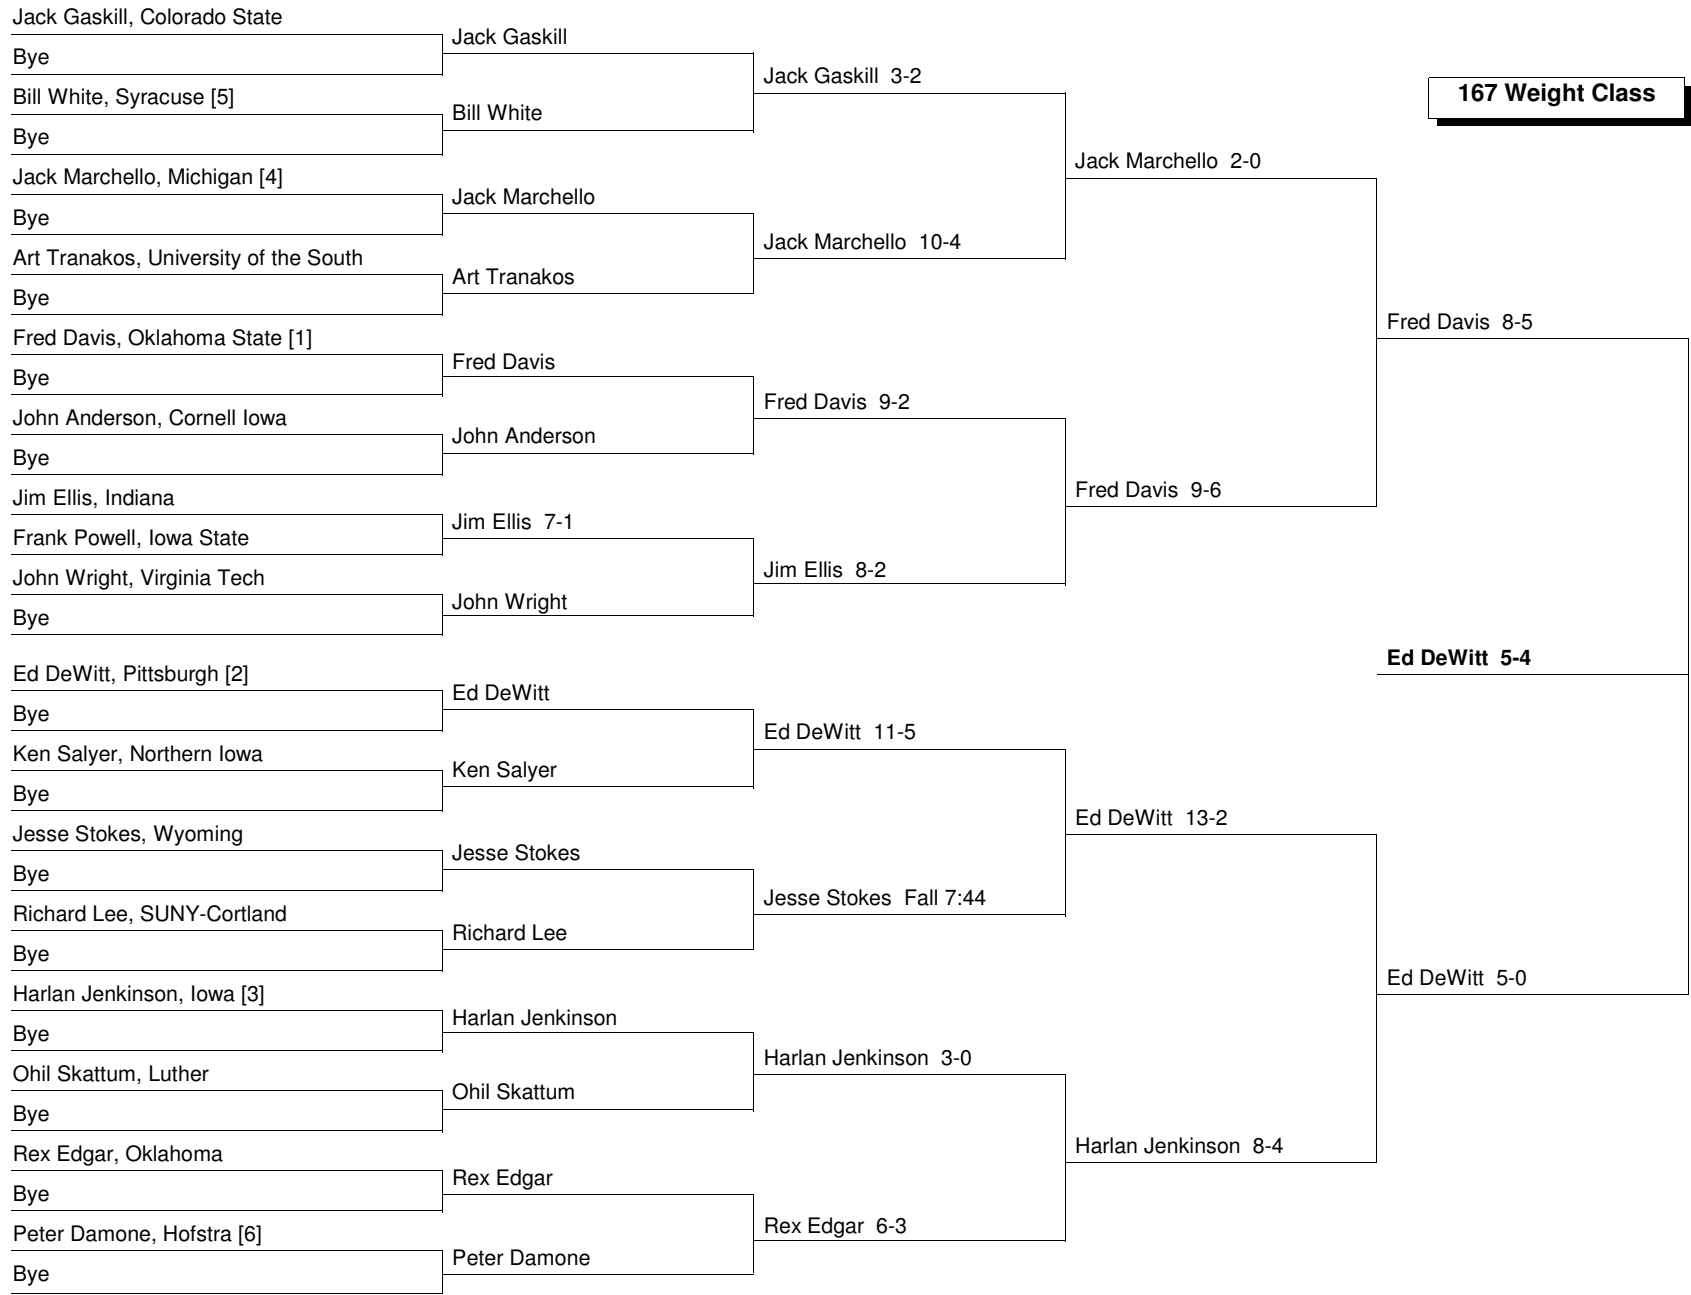 Jack Gaskill, Colorado State
Bye
Bill White, Syracuse [5]
Bye
Jack Marchello, Michigan [4]
Bye
Art Tranakos, University of the South
Bye
Fred Davis, Oklahoma State [1]
Bye
John Anderson, Cornell Iowa
Bye
Jim Ellis, Indiana
Frank Powell, Iowa State
John Wright, Virginia Tech
Bye
Ed DeWitt, Pittsburgh [2]
Bye
Ken Salyer, Northern Iowa
Bye
Jesse Stokes, Wyoming
Bye
Richard Lee, SUNY-Cortland
Bye
Harlan Jenkinson, Iowa [3]
Bye
Ohil Skattum, Luther
Bye
Rex Edgar, Oklahoma
Bye
Peter Damone, Hofstra [6]
Bye
Jack Gaskill
Bill White
Jack Marchello
Art Tranakos
Fred Davis
John Anderson
Jim Ellis 7-1
John Wright
Ed DeWitt
Ken Salyer
Jesse Stokes
Richard Lee
Harlan Jenkinson
Ohil Skattum
Rex Edgar
Peter Damone
Jack Gaskill 3-2
Jack Marchello 10-4
Fred Davis 9-2
Jim Ellis 8-2
Ed DeWitt 11-5
Jesse Stokes Fall 7:44
Harlan Jenkinson 3-0
Rex Edgar 6-3
Jack Marchello 2-0
Fred Davis 9-6
Ed DeWitt 13-2
Harlan Jenkinson 8-4
167 Weight Class
Fred Davis 8-5
Ed DeWitt 5-4
Ed DeWitt 5-0